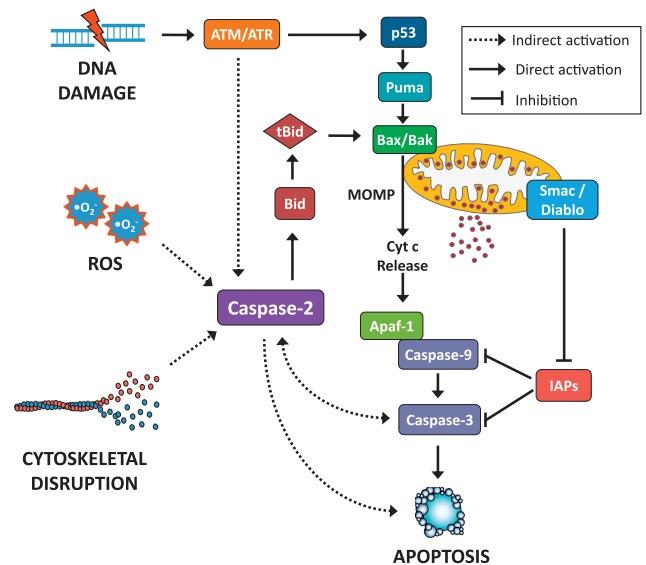 DNA
DAMAGE
ATM/ATR
p53
Puma
Bax/Bak
tBid
Bid
MOMP
Smac /
Diablo
Indirect activation
Direct activation
Inhibition
•O₂⁻
•O₂⁻
ROS
Cyt c
Release
Caspase-2
Apaf-1
Caspase-9
IAPs
Caspase-3
CYTOSKELETAL
DISRUPTION
APOPTOSIS